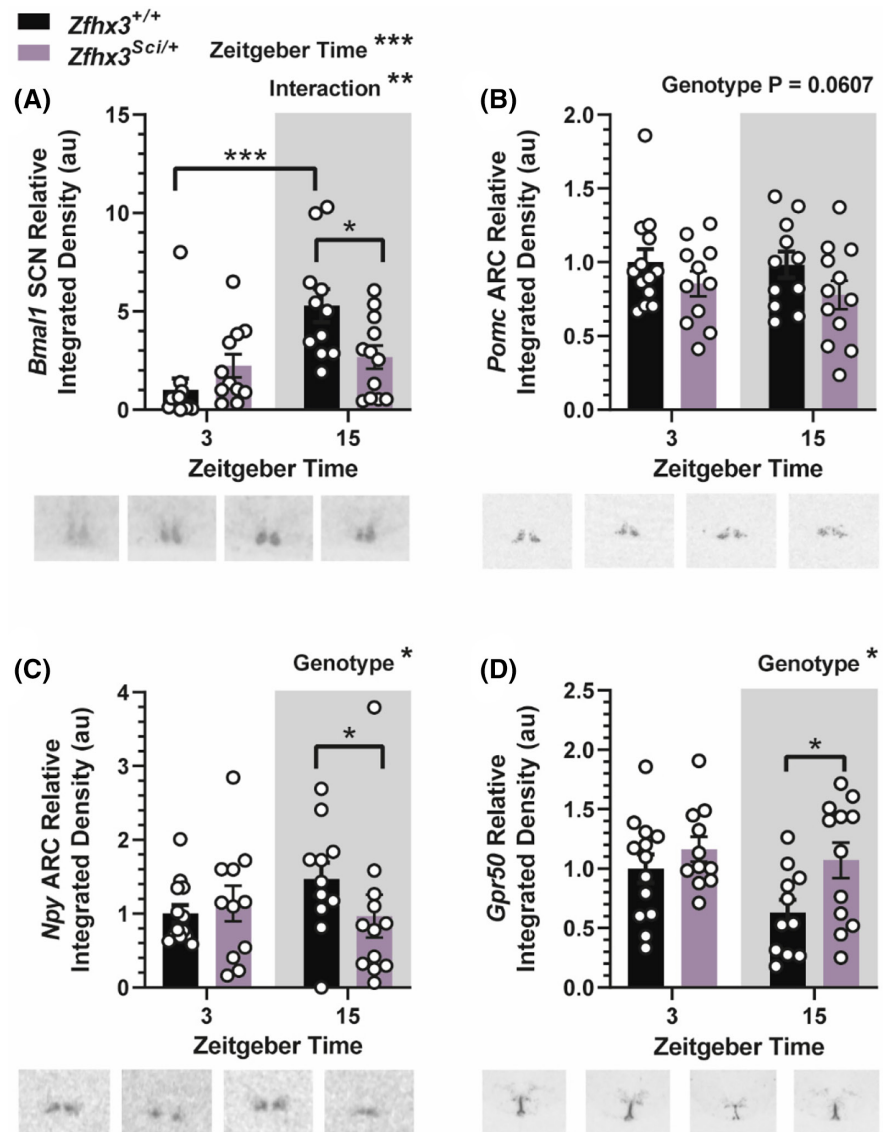 Zfhx3+/+
Zfhx3Sci/+
Zeitgeber Time ***
Interaction **
(A)
15
10
5
0
Bmal1 SCN Relative
Integrated Density (au)
***
*
3
15
Zeitgeber Time
Genotype P = 0.0607
(B)
2.0
1.5
1.0
0.5
0.0
Pomc ARC Relative
Integrated Density (au)
3
15
Zeitgeber Time
Genotype *
(C)
4
3
2
1
0
Npy ARC Relative
Integrated Density (au)
*
3
15
Zeitgeber Time
Genotype *
(D)
2.5
2.0
1.5
1.0
0.5
0.0
Gpr50 Relative
Integrated Density (au)
*
3
15
Zeitgeber Time